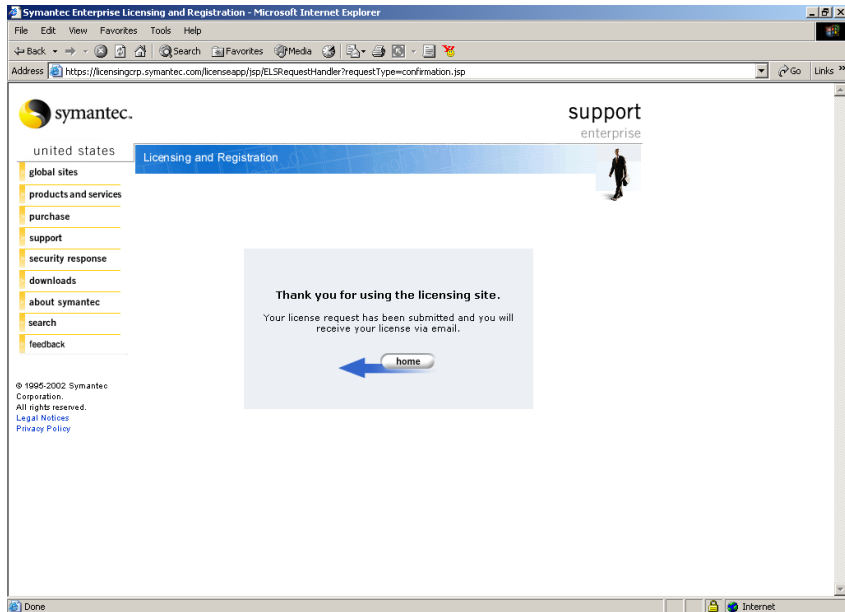 Symantec Enterprise Licensing and Registration - Microsoft Internet Explorer
File Edit View Favorites Tools Help
Back Search Favorites Media
Address https://licensingcrp.symantec.com/licenseapp/jsp/ELSRequestHandler?requestType=confirmation.jsp Go Links »
symantec.
support
enterprise
united states
Licensing and Registration
global sites
products and services
purchase
support
security response
downloads
about symantec
search
feedback
Thank you for using the licensing site.
Your license request has been submitted and you will
receive your license via email.
home
© 1995-2002 Symantec
Corporation.
All rights reserved.
Legal Notices
Privacy Policy
Done Internet